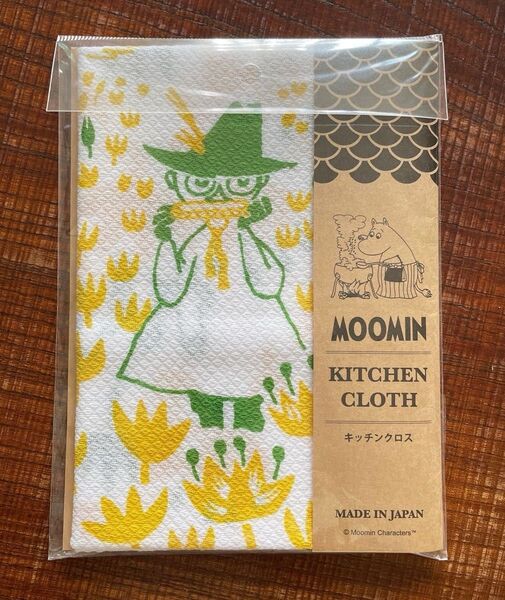 MOOMIN
KITCHEN
CLOTH
キッチンクロス
MADE IN JAPAN
© Moomin Characters™